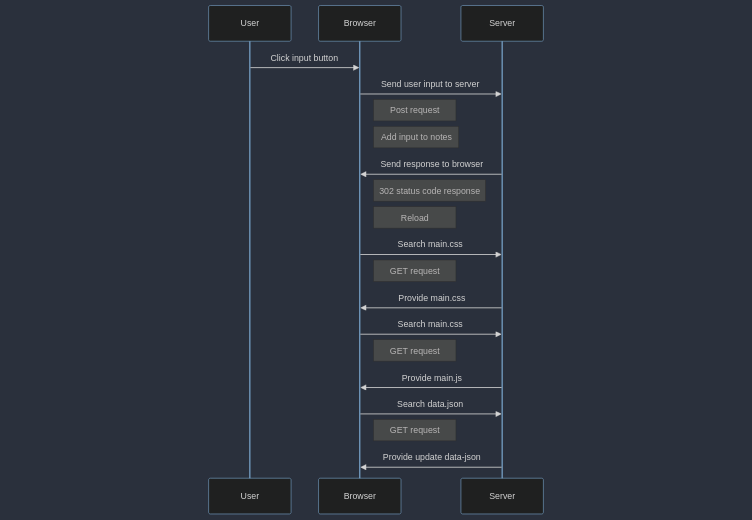 User
Browser
Server
Click input button
Send user input to server
Post request
Add input to notes
Send response to browser
302 status code response
Reload
Search main.css
GET request
Provide main.css
Search main.css
GET request
Provide main.js
Search data.json
GET request
Provide update data-json
User
Browser
Server